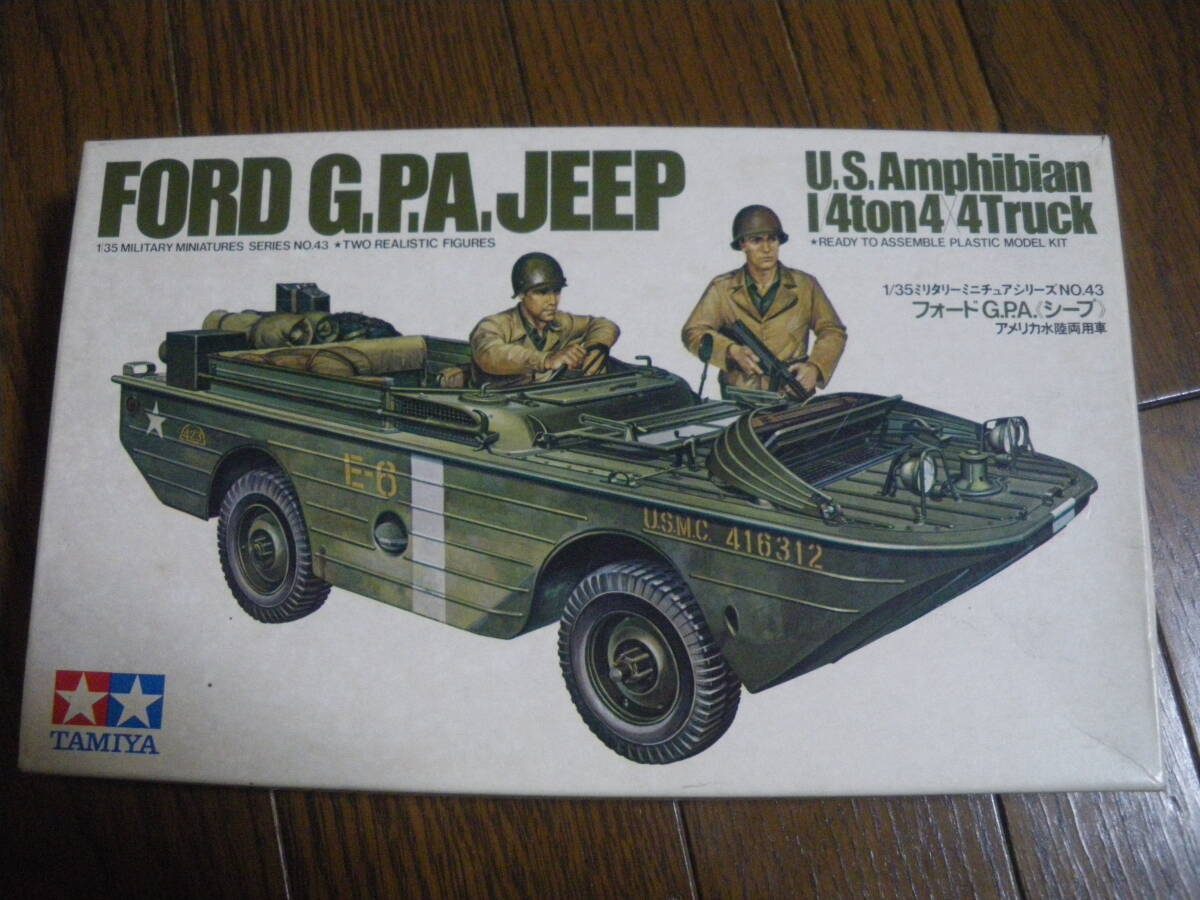 FORD G.P.A. JEEP
1/35 MILITARY MINIATURES SERIES NO.43 ★TWO REALISTIC FIGURES
U.S. Amphibian
1/4ton 4×4 Truck
★READY TO ASSEMBLE PLASTIC MODEL KIT
1/35ミリタリーミニチュアシリーズNO.43
フォードG.P.A.《シープ》
アメリカ水陸両用車
423
E-6
U.S.M.C. 416312
TAMIYA